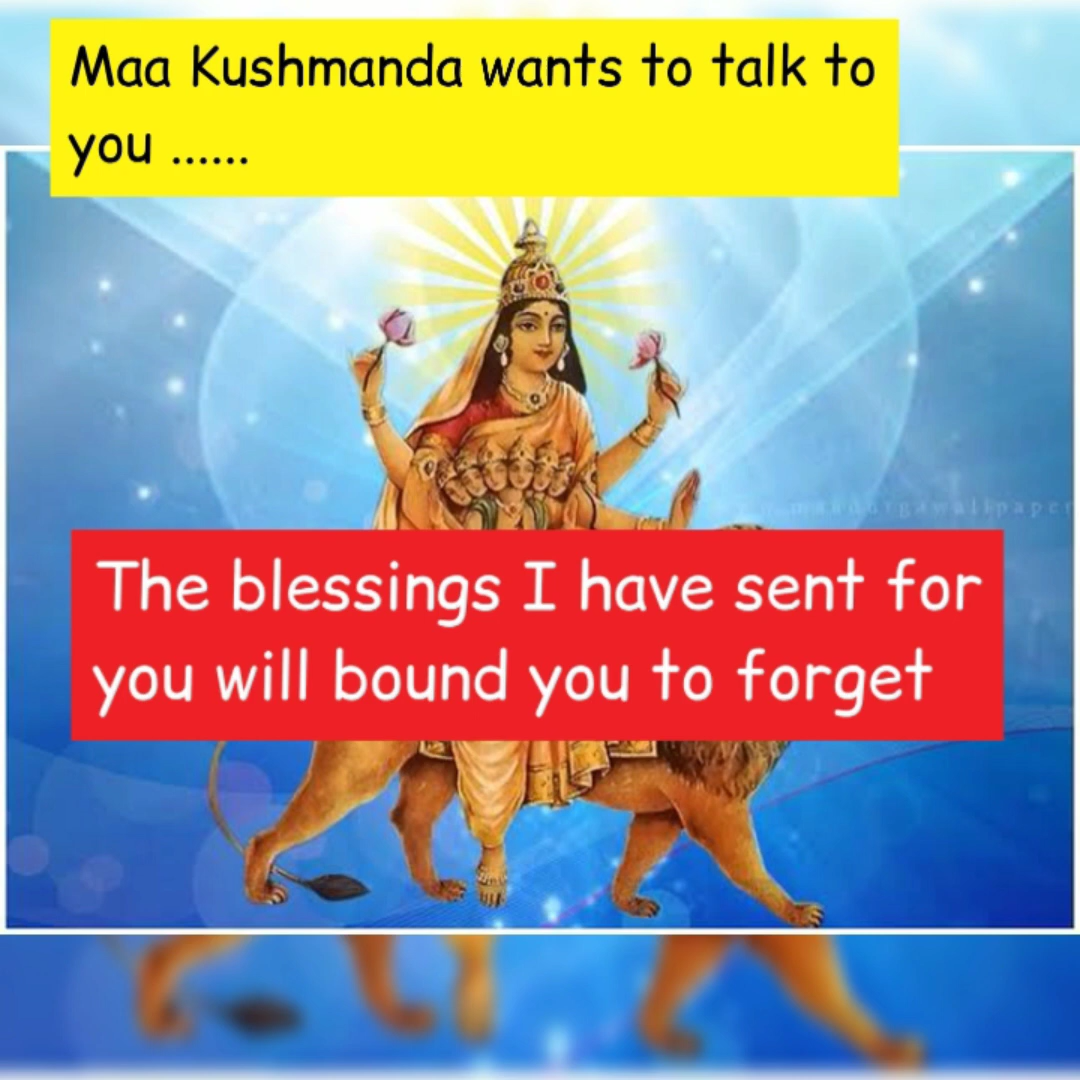 Maa Kushmanda wants to talk to
you ......
The blessings I have sent for
you will bound you to forget